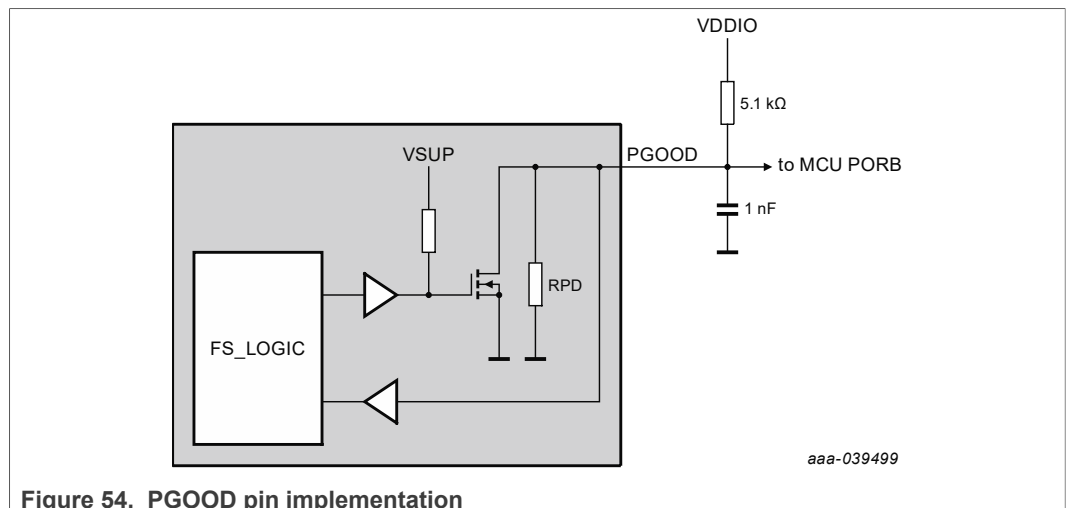 VDDIO
5.1 kΩ
VSUP
PGOOD
to MCU PORB
1 nF
RPD
FS_LOGIC
aaa-039499
Figure 54. PGOOD pin implementation